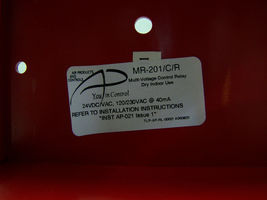 AIR PRODUCTS
AND
CONTROLS
AP
You in Control
MR-201/C/R
Multi-Voltage Control Relay
Dry Indoor Use
24VDC/VAC, 120/230VAC @ 40mA
REFER TO INSTALLATION INSTRUCTIONS
"INST AP-021 Issue 1"